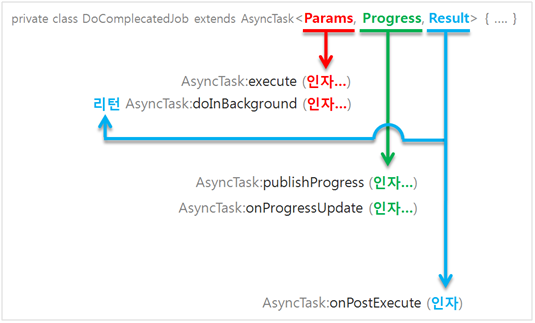 private class DoComplecatedJob extends AsyncTask<Params, Progress, Result> { .... }
AsyncTask:execute (인자...)
리턴 AsyncTask:doInBackground (인자...)
AsyncTask:publishProgress (인자...)
AsyncTask:onProgressUpdate (인자...)
AsyncTask:onPostExecute (인자)